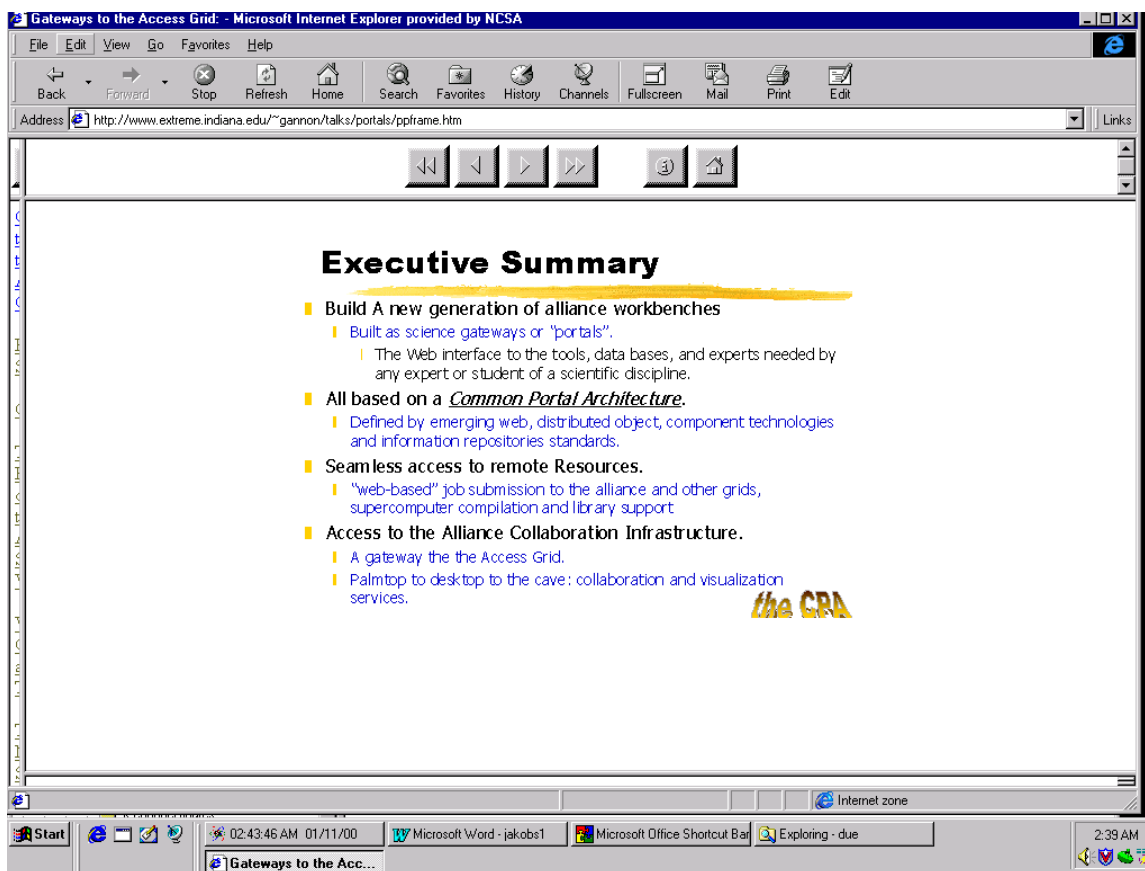 Gateways to the Access Grid: - Microsoft Internet Explorer provided by NCSA
File Edit View Go Favorites Help
Back Forward Stop Refresh Home Search Favorites History Channels Fullscreen Mail Print Edit
Address http://www.extreme.indiana.edu/~gannon/talks/portals/ppframe.htm Links
Executive Summary
Build A new generation of alliance workbenches
Built as science gateways or "portals".
The Web interface to the tools, data bases, and experts needed by
any expert or student of a scientific discipline.
All based on a Common Portal Architecture.
Defined by emerging web, distributed object, component technologies
and information repositories standards.
Seamless access to remote Resources.
"web-based" job submission to the alliance and other grids,
supercomputer compilation and library support
Access to the Alliance Collaboration Infrastructure.
A gateway the the Access Grid.
Palmtop to desktop to the cave: collaboration and visualization
services.
the CPA
Internet zone
Start 02:43:46 AM 01/11/00 Microsoft Word - jakobs1 Microsoft Office Shortcut Bar Exploring - due 2:39 AM
Gateways to the Acc...